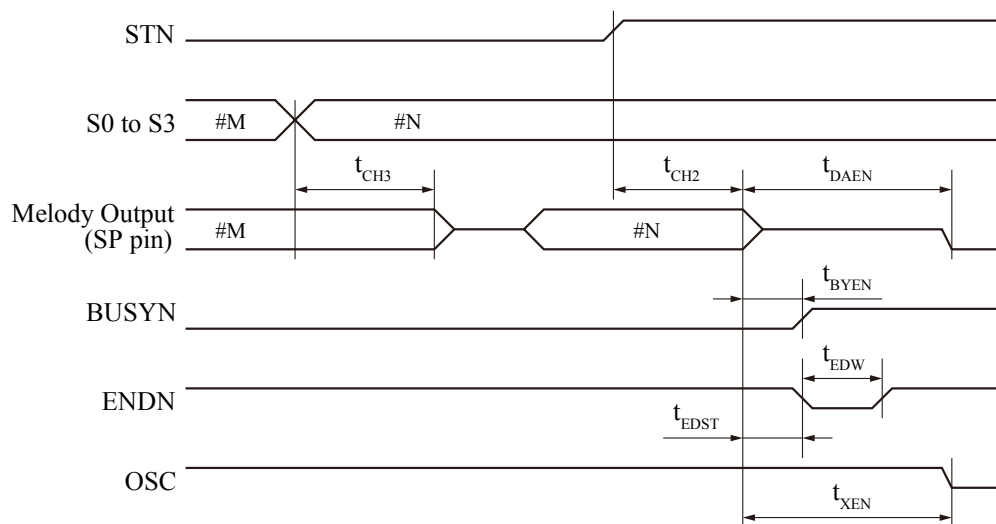 STN
S0 to S3
#M
#N
tCH3
tCH2
tDAEN
Melody Output
(SP pin)
#M
#N
tBYEN
BUSYN
tEDW
ENDN
tEDST
OSC
tXEN